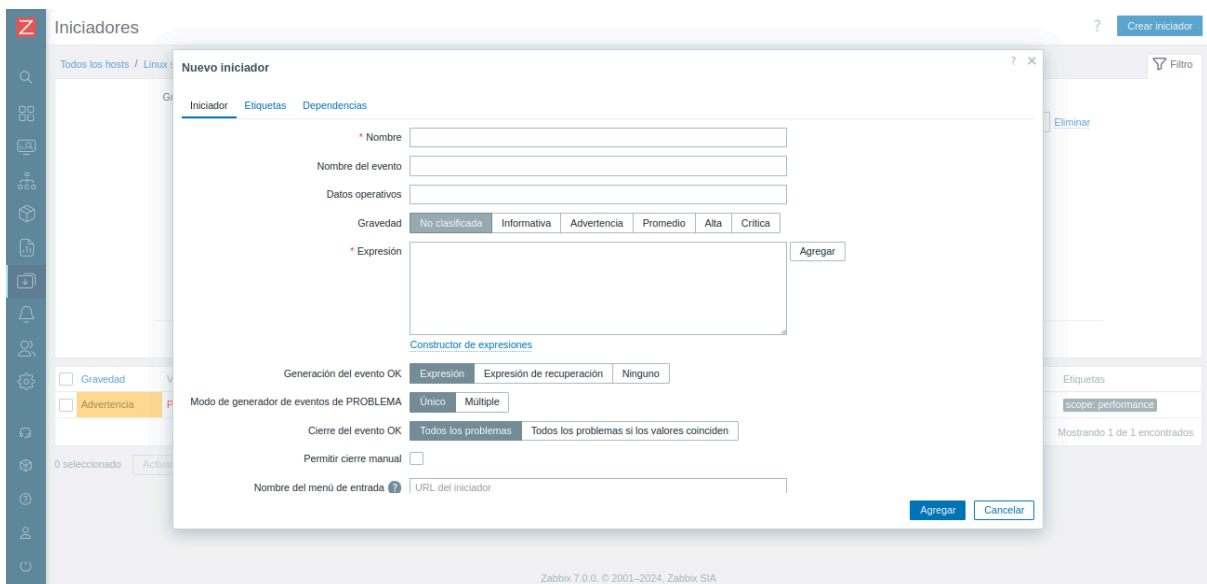 Z Iniciadores ? Crear iniciador
Todos los hosts / Linux s
Filtro
Nuevo iniciador ? ×
Iniciador Etiquetas Dependencias
Eliminar
* Nombre
Nombre del evento
Datos operativos
Gravedad No clasificada Informativa Advertencia Promedio Alta Crítica
* Expresión Agregar
Constructor de expresiones
Generación del evento OK Expresión Expresión de recuperación Ninguno
Modo de generador de eventos de PROBLEMA Único Múltiple
Cierre del evento OK Todos los problemas Todos los problemas si los valores coinciden
Permitir cierre manual
Nombre del menú de entrada ? URL del iniciador
Agregar Cancelar
Gravedad V Etiquetas
Advertencia P scope: performance
Mostrando 1 de 1 encontrados
0 seleccionado Activa
Zabbix 7.0.0. © 2001–2024, Zabbix SIA